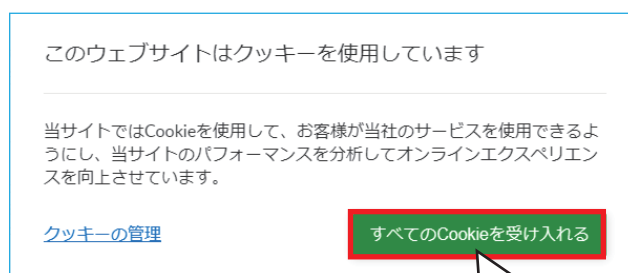 このウェブサイトはクッキーを使用しています
当サイトではCookieを使用して、お客様が当社のサービスを使用できるよ
うにし、当サイトのパフォーマンスを分析してオンラインエクスペリエン
スを向上させています。
クッキーの管理
すべてのCookieを受け入れる